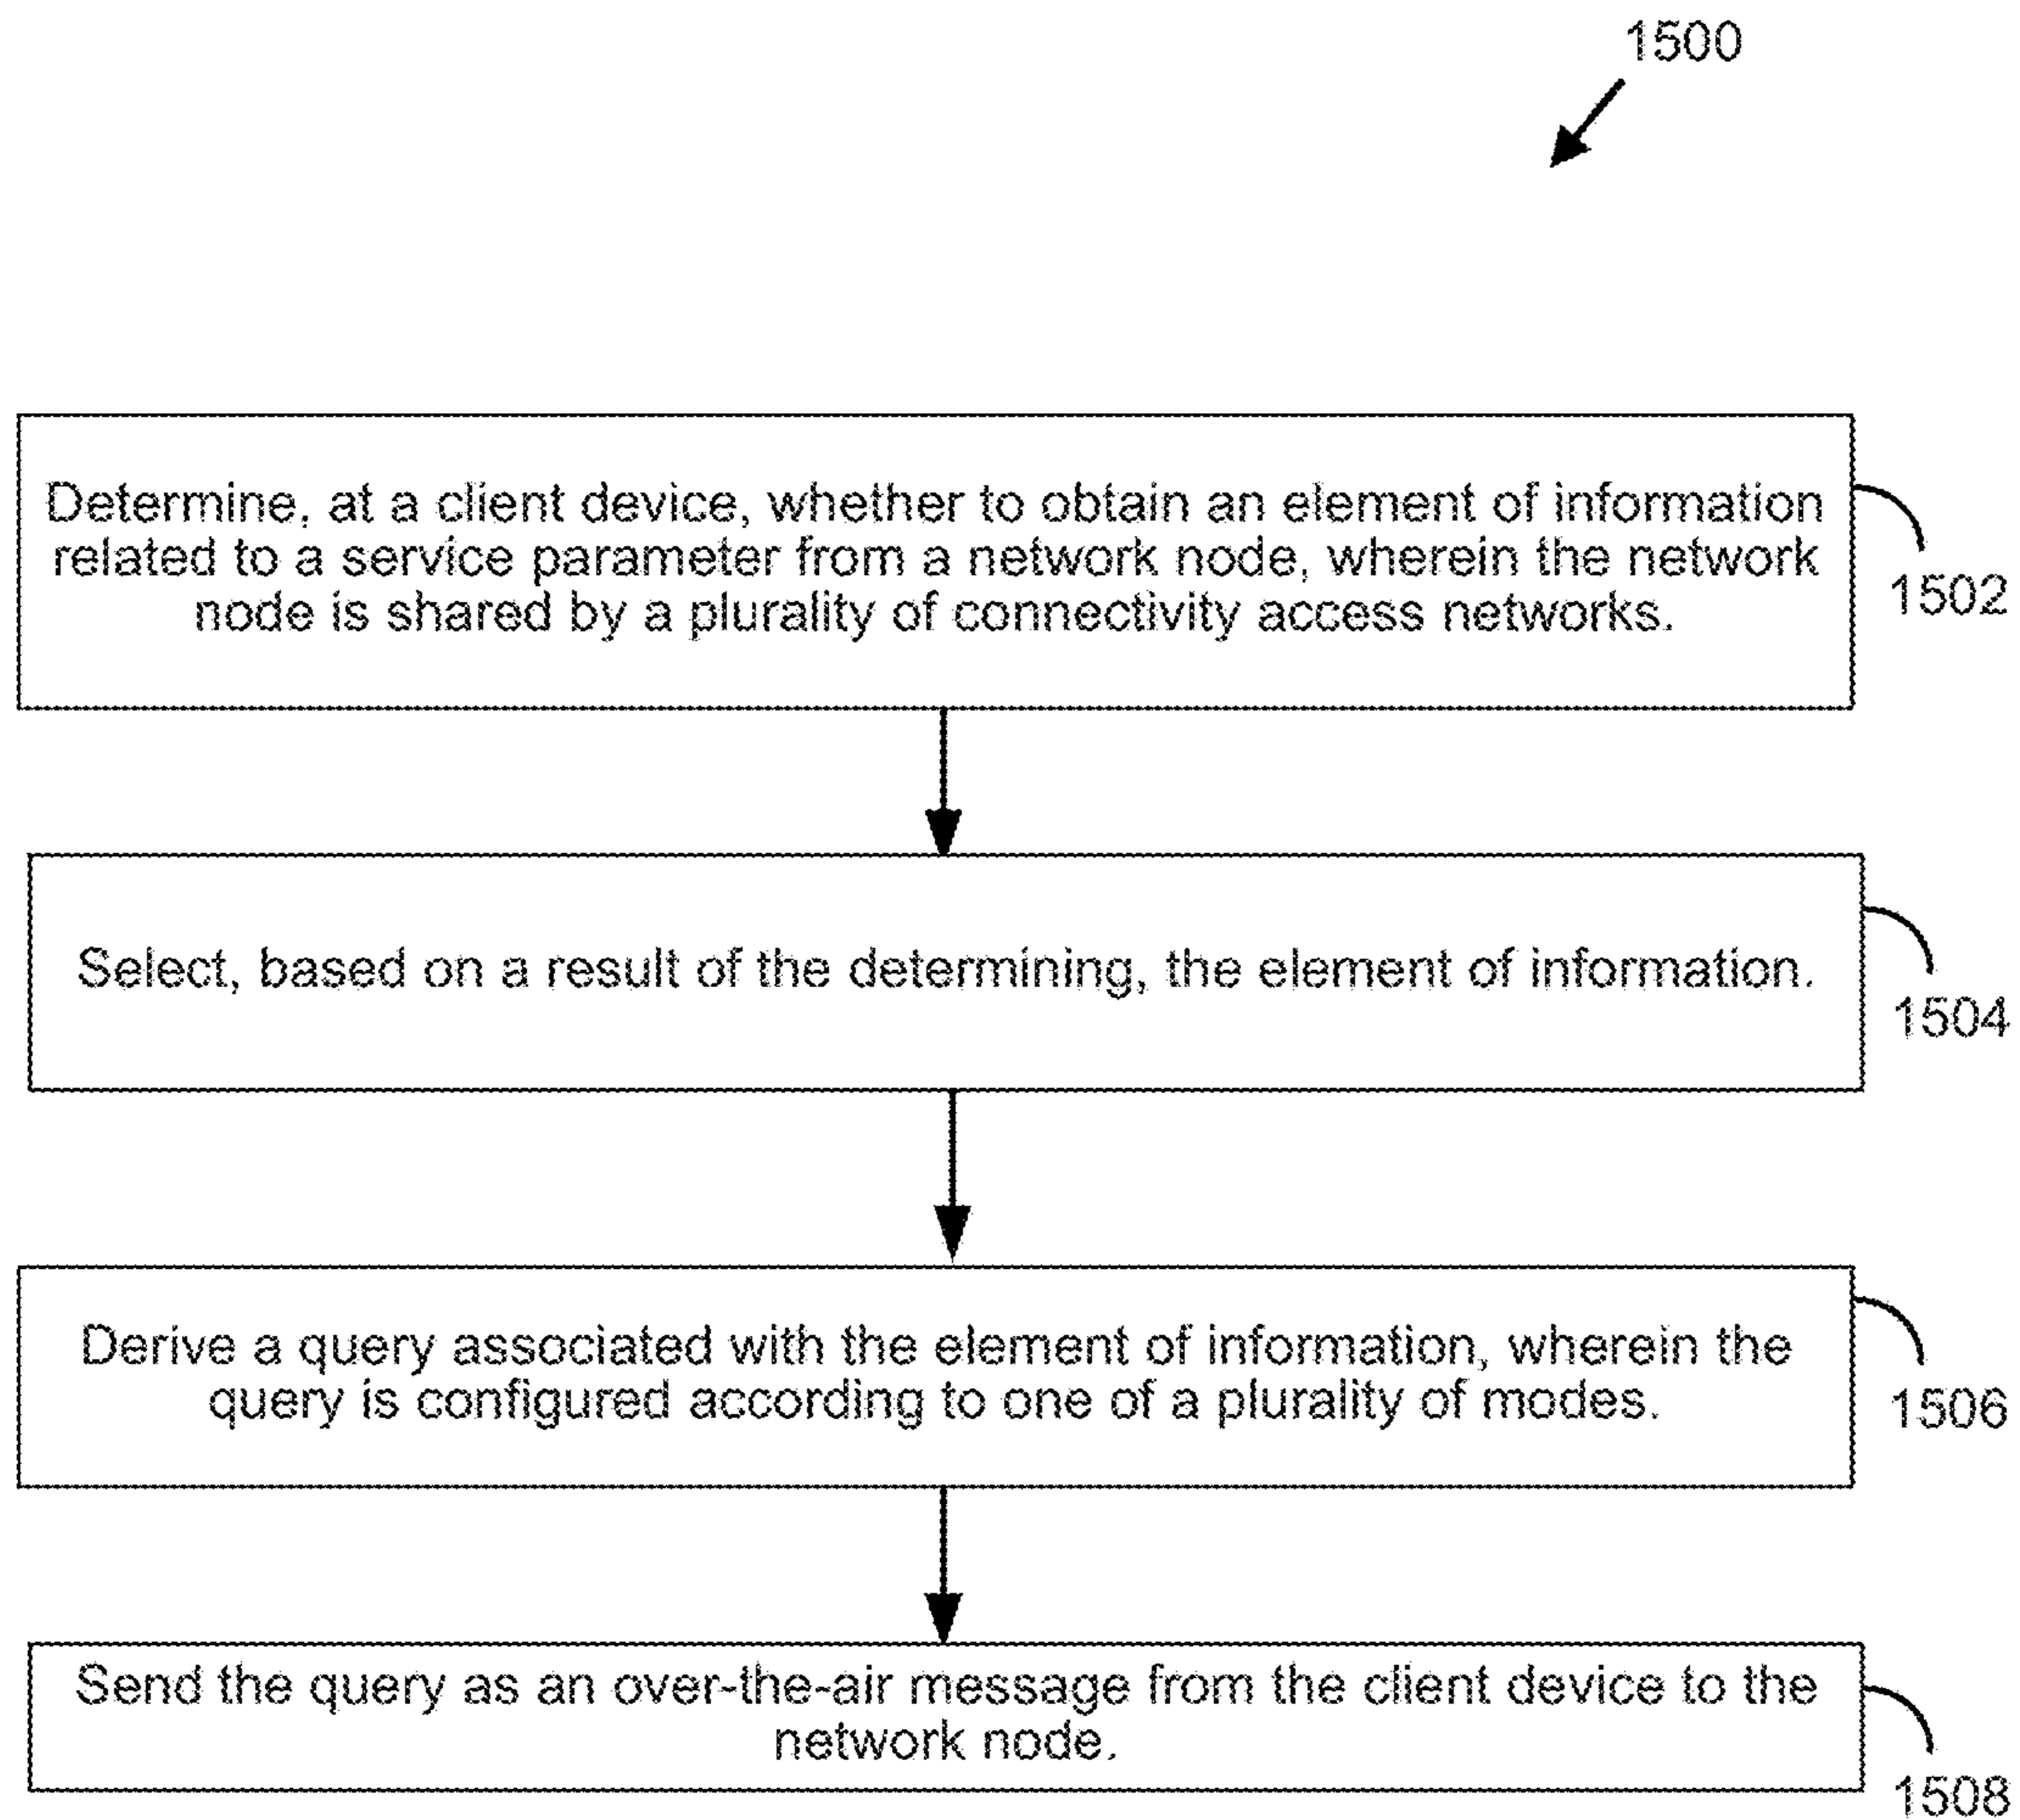 1500
Determine, at a client device, whether to obtain an element of information
related to a service parameter from a network node, wherein the network
node is shared by a plurality of connectivity access networks.
1502
Select, based on a result of the determining, the element of information.
1504
Derive a query associated with the element of information, wherein the
query is configured according to one of a plurality of modes.
1506
Send the query as an over-the-air message from the client device to the
network node.
1508